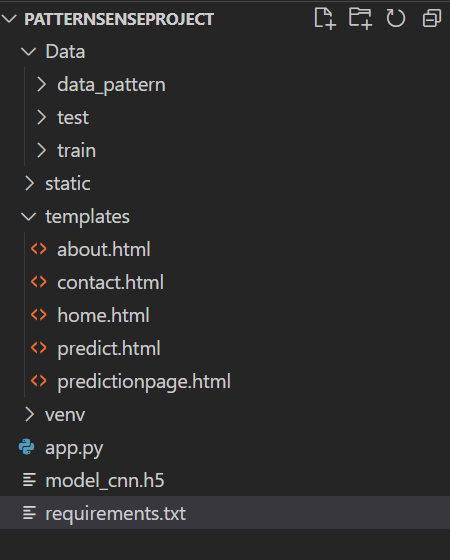 PATTERNSENSEPROJECT
Data
data_pattern
test
train
static
templates
about.html
contact.html
home.html
predict.html
predictionpage.html
venv
app.py
model_cnn.h5
requirements.txt